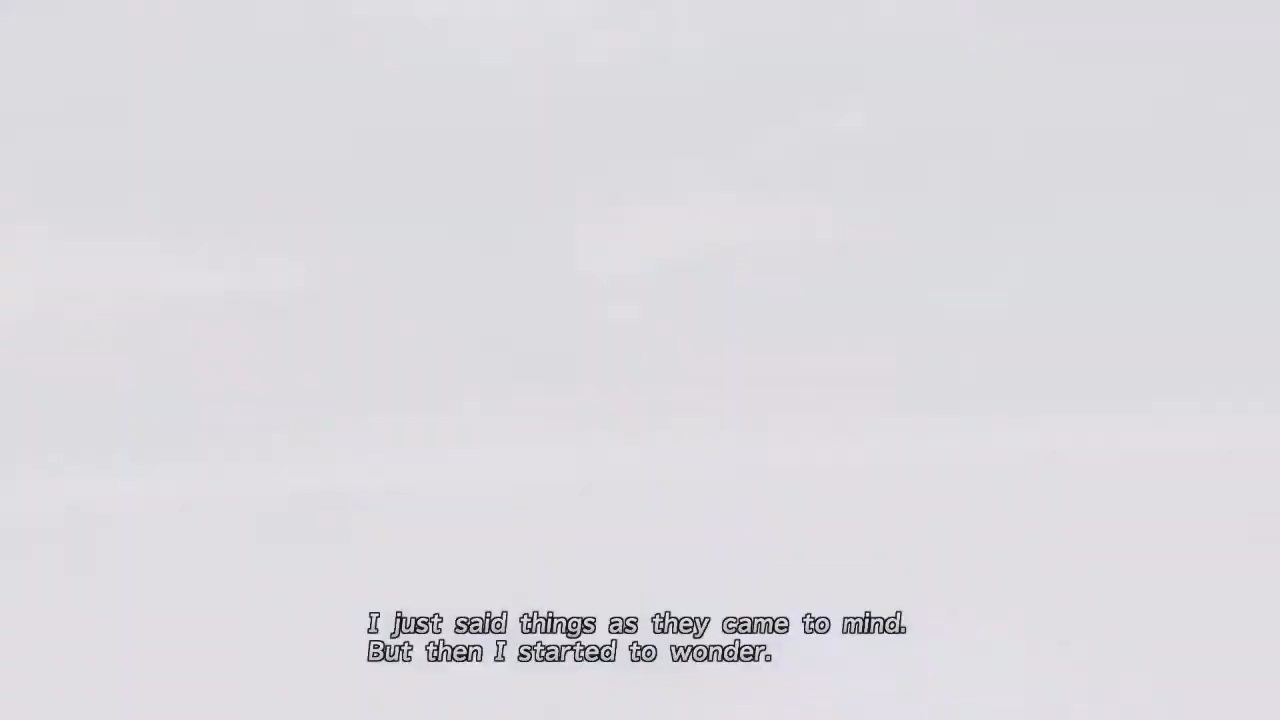 I just said things as they came to mind.
But then I started to wonder.